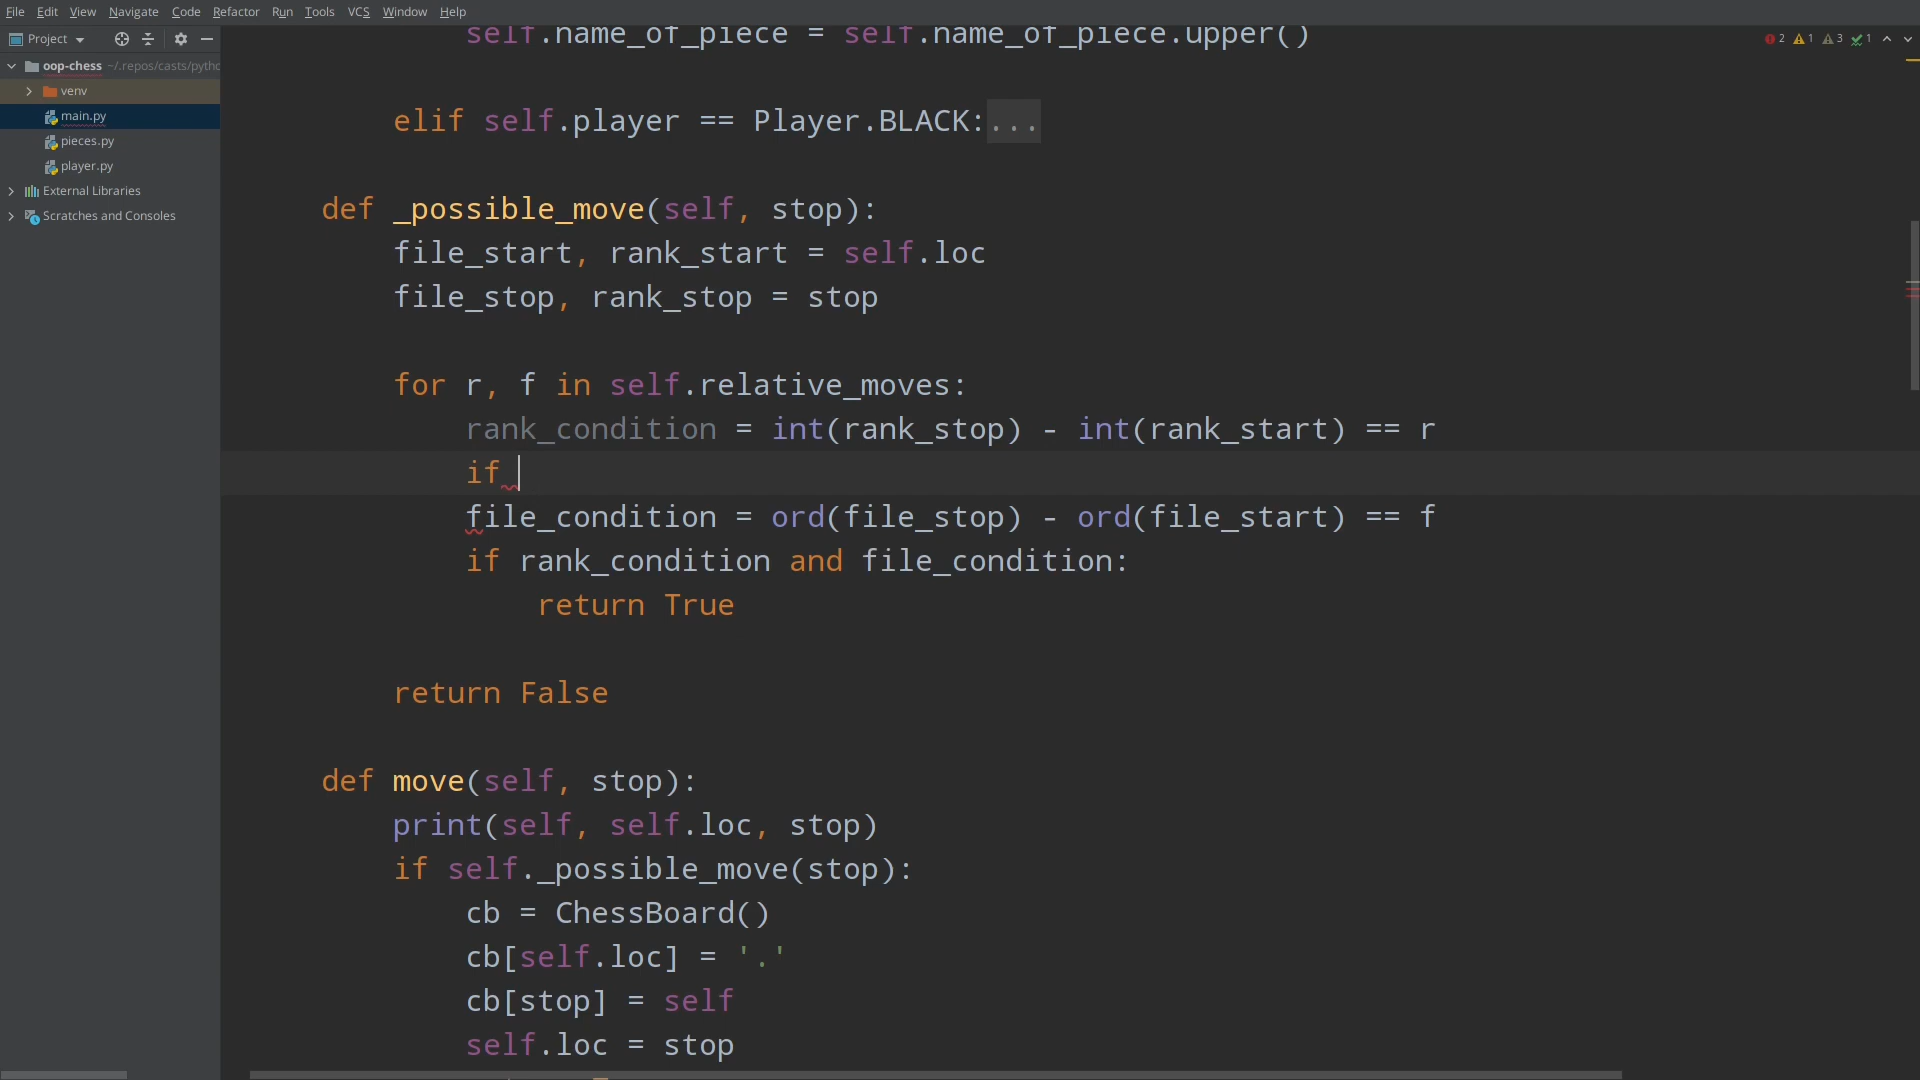 File Edit View Navigate Code Refactor Run Tools VCS Window Help
Project
2 1 3 1
oop-chess ~/.repos/casts/pytho
venv
main.py
pieces.py
player.py
External Libraries
Scratches and Consoles
self.name_of_piece = self.name_of_piece.upper()
elif self.player == Player.BLACK:...
def _possible_move(self, stop):
file_start, rank_start = self.loc
file_stop, rank_stop = stop
for r, f in self.relative_moves:
rank_condition = int(rank_stop) - int(rank_start) == r
if
file_condition = ord(file_stop) - ord(file_start) == f
if rank_condition and file_condition:
return True
return False
def move(self, stop):
print(self, self.loc, stop)
if self._possible_move(stop):
cb = ChessBoard()
cb[self.loc] = '.'
cb[stop] = self
self.loc = stop